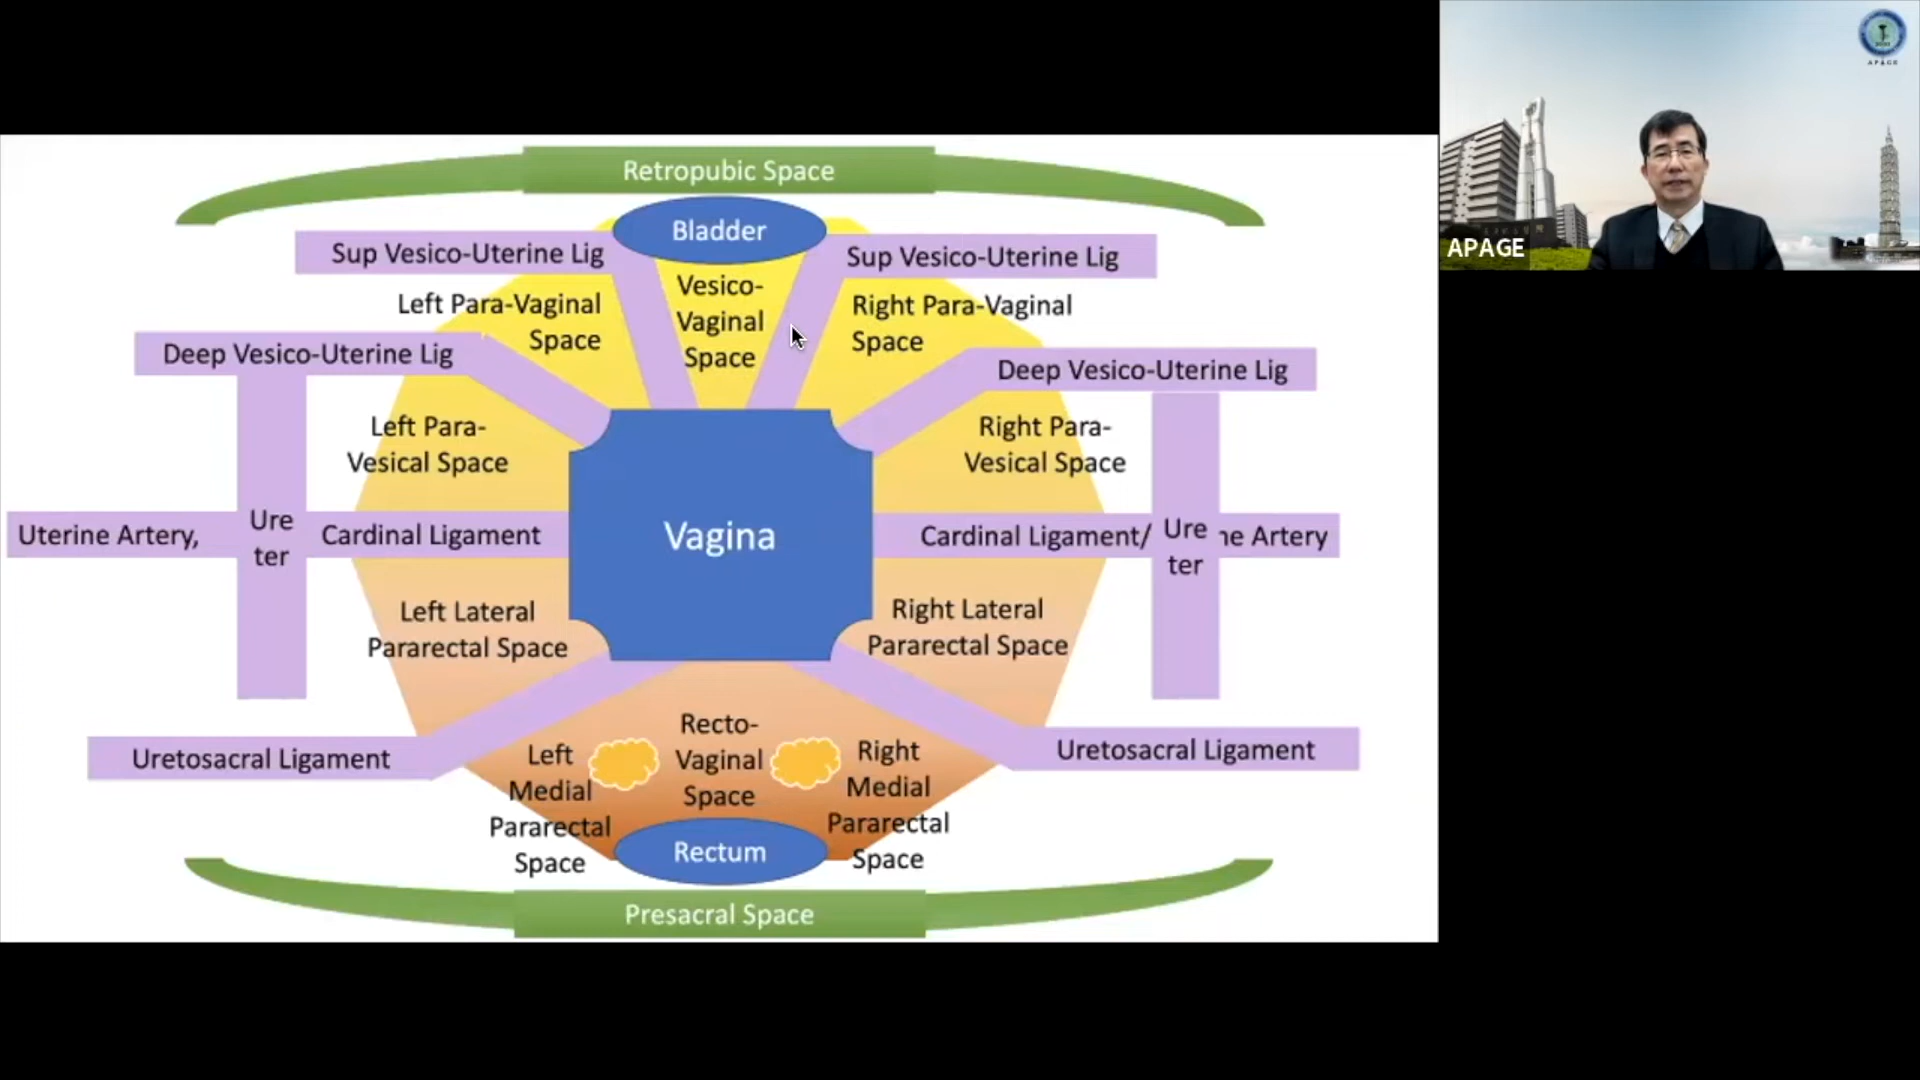 APAGE
Retropubic Space
Bladder
Sup Vesico-Uterine Lig
Sup Vesico-Uterine Lig
Vesico-
Vaginal
Space
Left Para-Vaginal
Space
Right Para-Vaginal
Space
APAGE
Deep Vesico-Uterine Lig
Deep Vesico-Uterine Lig
Left Para-
Vesical Space
Right Para-
Vesical Space
Uterine Artery,
Ure
ter
Cardinal Ligament
Vagina
Cardinal Ligament/
Ure
ter
ne Artery
Left Lateral
Pararectal Space
Right Lateral
Pararectal Space
Uretosacral Ligament
Uretosacral Ligament
Left
Medial
Pararectal
Space
Recto-
Vaginal
Space
Right
Medial
Pararectal
Space
Rectum
Presacral Space